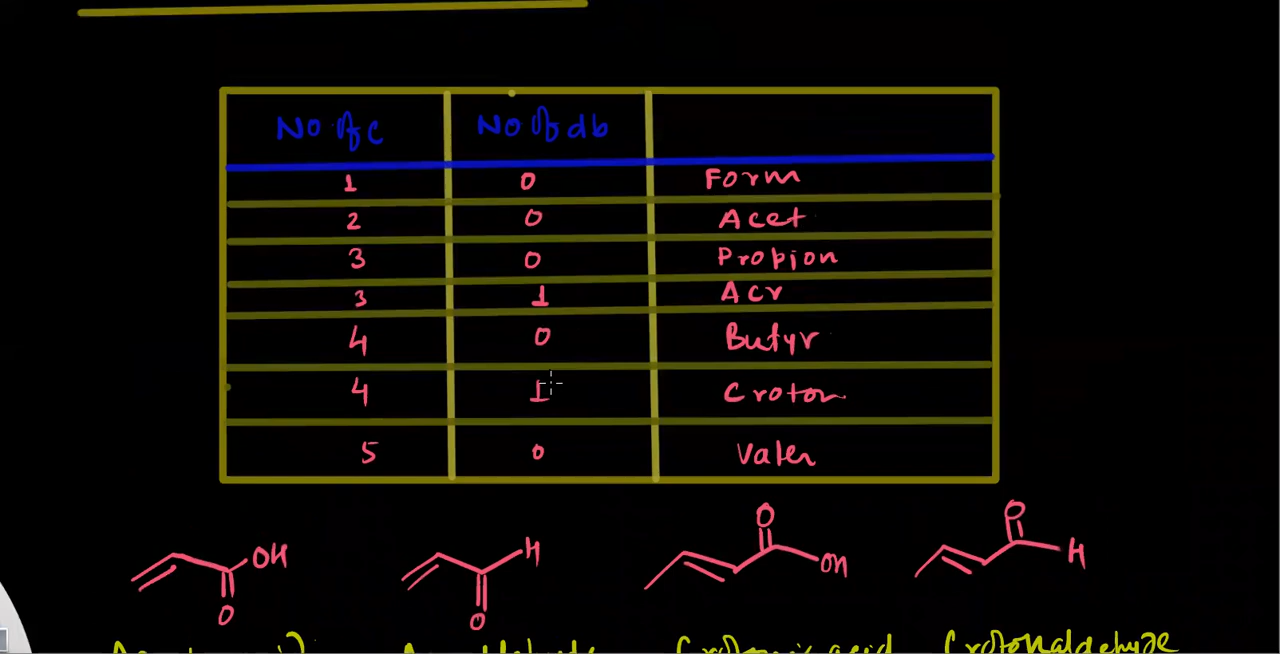 No. of c No of db
1 0 Form
2 0 Acet
3 0 Propion
3 1 Acr
4 0 Butyr
4 1 Croton
5 0 Valer
OH O
H O
O OH
O H
Crotonic acid Crotonaldehyde